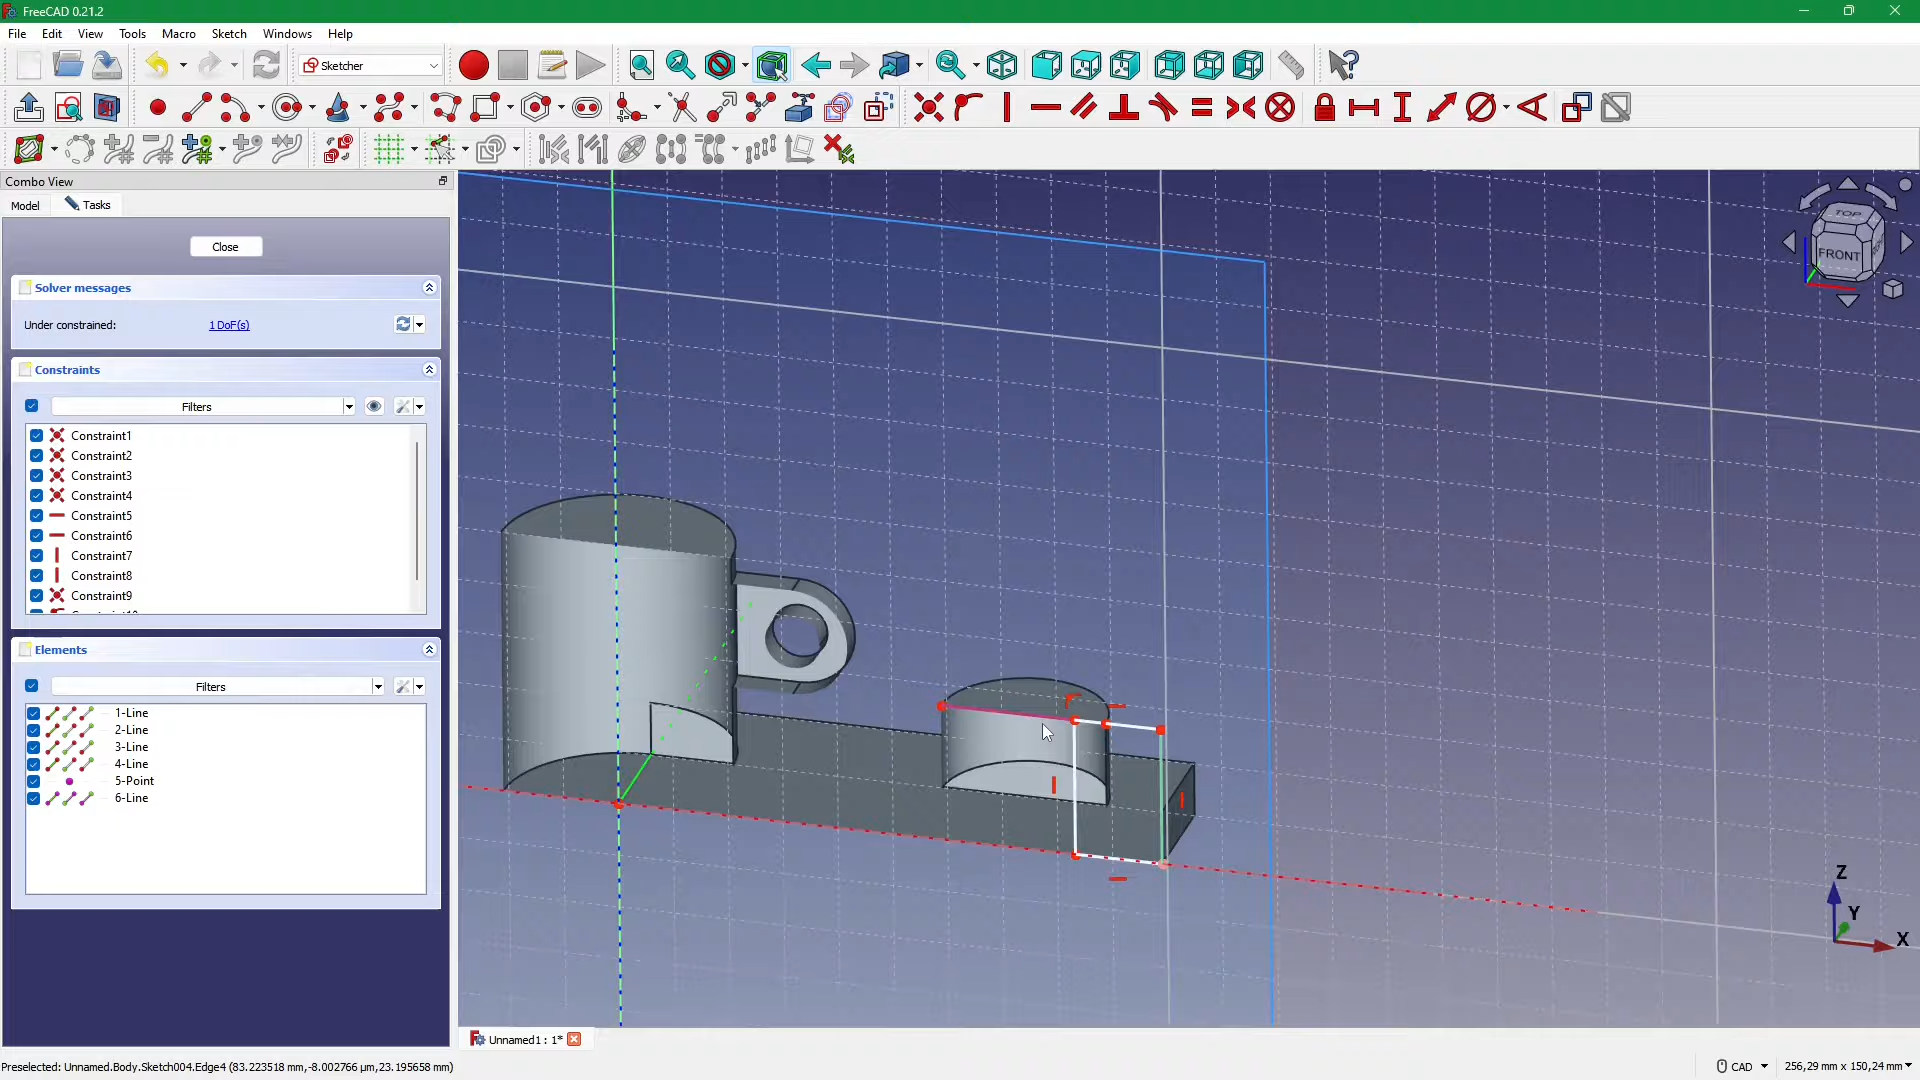 FreeCAD 0.21.2
File Edit View Tools Macro Sketch Windows Help
Sketcher
Combo View
Model Tasks
Close
Solver messages
Under constrained: 1 DoF(s)
Constraints
Filters
Constraint1
Constraint2
Constraint3
Constraint4
Constraint5
Constraint6
Constraint7
Constraint8
Constraint9
Elements
Filters
1-Line
2-Line
3-Line
4-Line
5-Point
6-Line
TOP
FRONT
Z
Y
X
Unnamed1 : 1*
Preselected: Unnamed.Body.Sketch004.Edge4 (83.223518 mm,-8.002766 µm,23.195658 mm)
CAD
256,29 mm x 150,24 mm